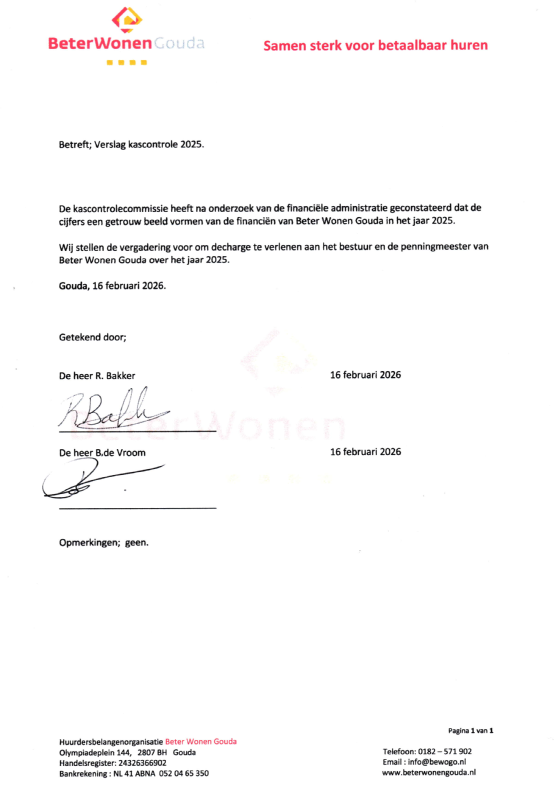 BeterWonenGouda
Samen sterk voor betaalbaar huren
Betreft; Verslag kascontrole 2025.
De kascontrolecommissie heeft na onderzoek van de financiële administratie geconstateerd dat de
cijfers een getrouw beeld vormen van de financiën van Beter Wonen Gouda in het jaar 2025.
Wij stellen de vergadering voor om decharge te verlenen aan het bestuur en de penningmeester van
Beter Wonen Gouda over het jaar 2025.
Gouda, 16 februari 2026.
Getekend door;
De heer R. Bakker 16 februari 2026
RBakk
BeterWonen
De heer B.de Vroom 16 februari 2026
Opmerkingen; geen.
Pagina 1 van 1
Huurdersbelangenorganisatie Beter Wonen Gouda
Olympiadeplein 144, 2807 BH Gouda Telefoon: 0182 – 571 902
Handelsregister: 24326366902 Email : info@bewogo.nl
Bankrekening : NL 41 ABNA 052 04 65 350 www.beterwonengouda.nl